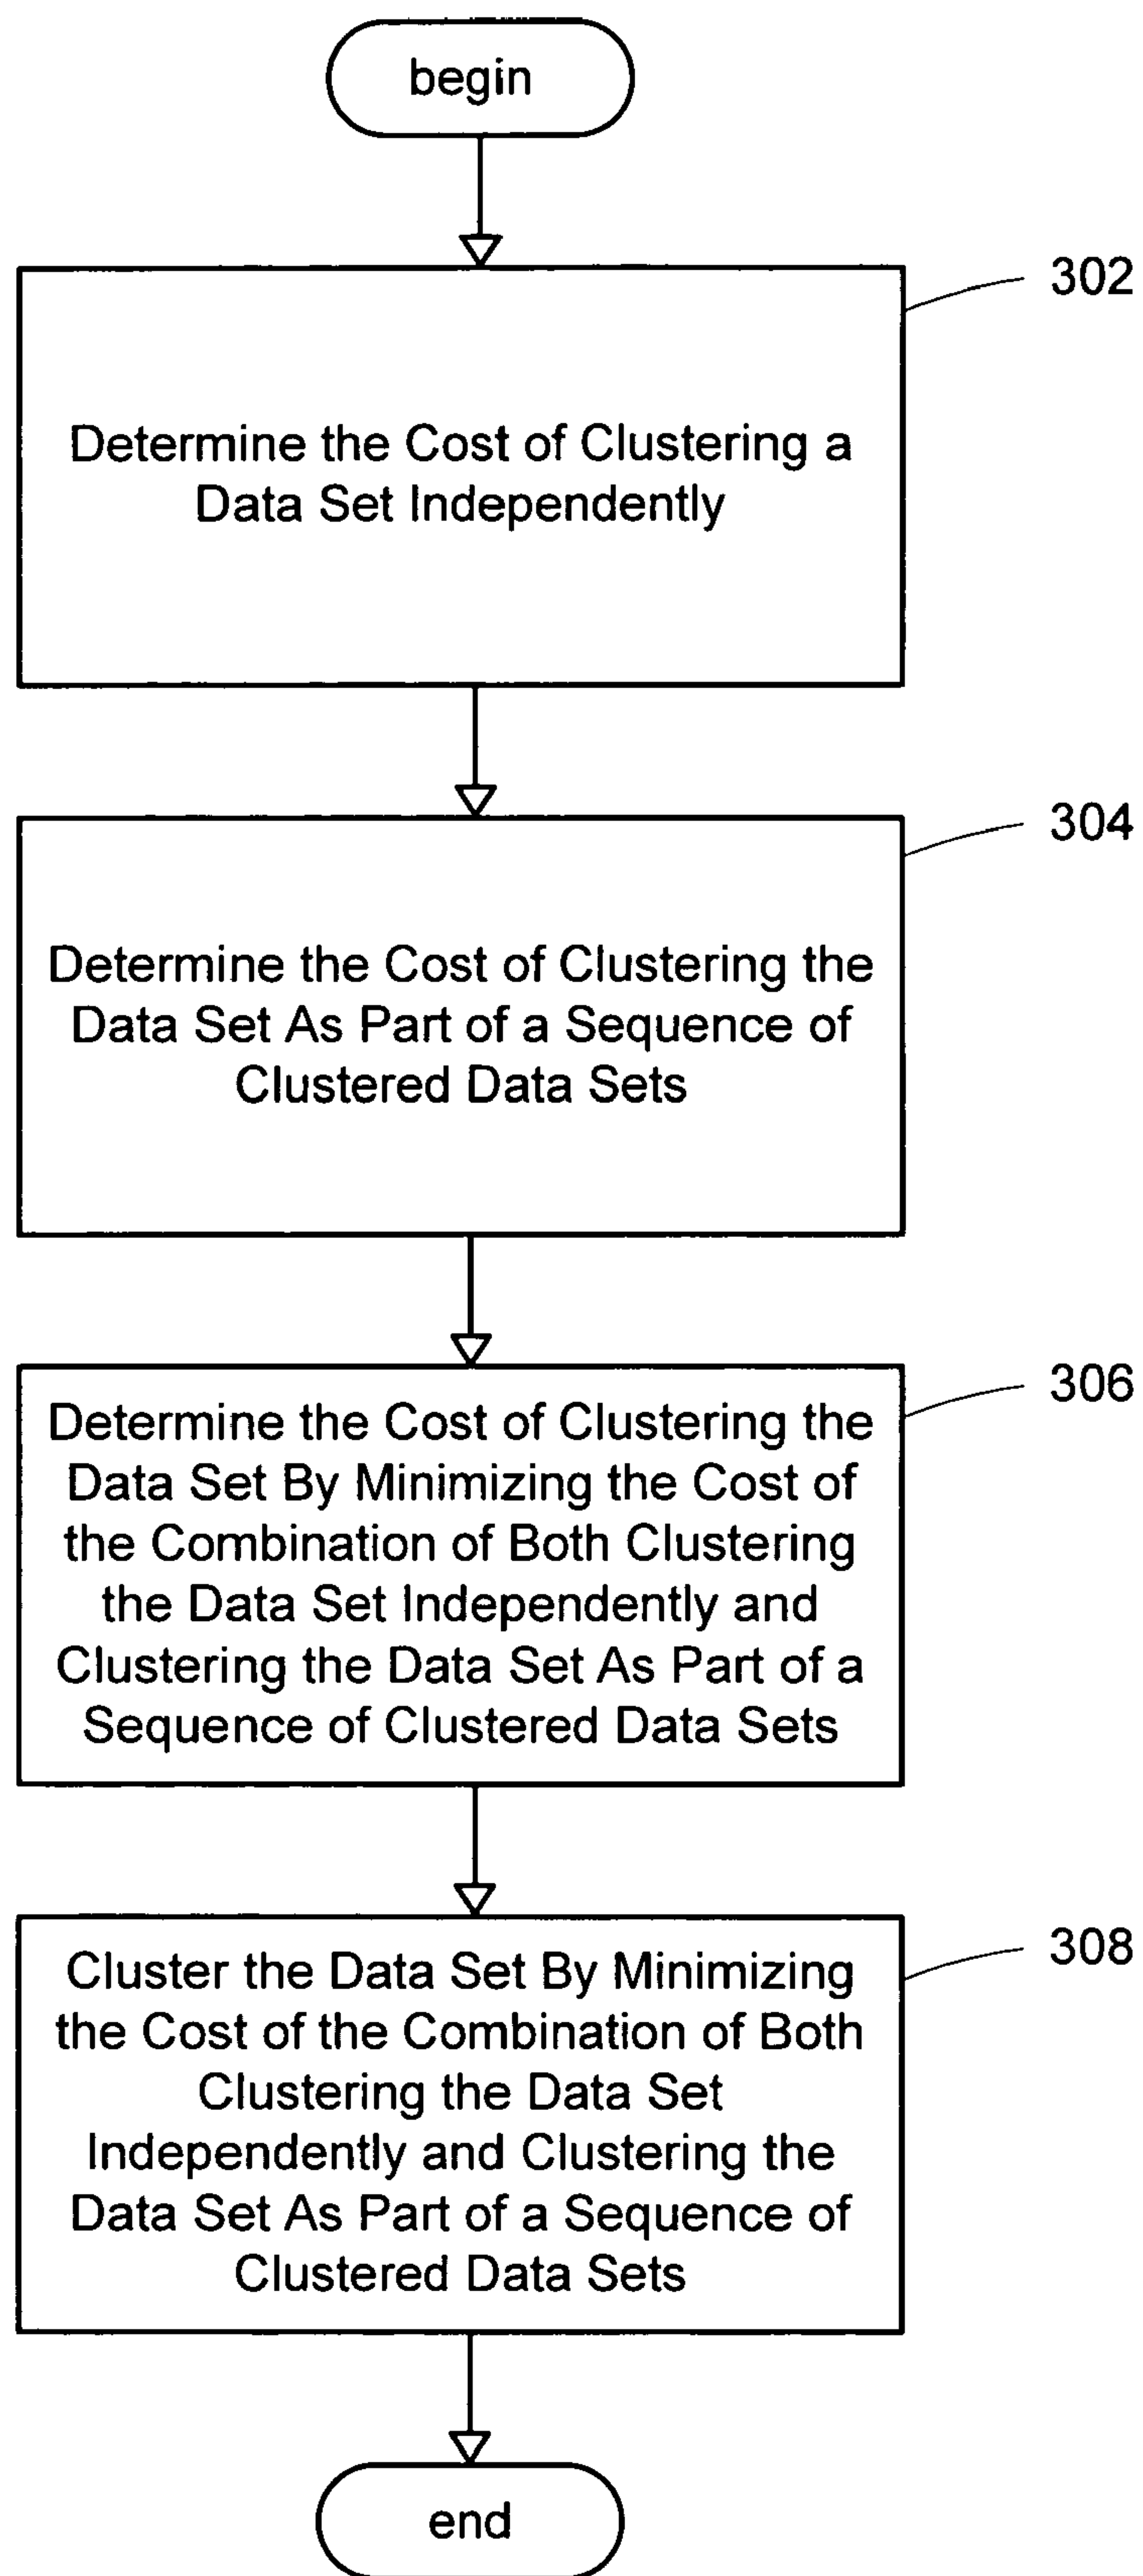 begin
302
Determine the Cost of Clustering a
Data Set Independently
304
Determine the Cost of Clustering the
Data Set As Part of a Sequence of
Clustered Data Sets
306
Determine the Cost of Clustering the
Data Set By Minimizing the Cost of
the Combination of Both Clustering
the Data Set Independently and
Clustering the Data Set As Part of a
Sequence of Clustered Data Sets
308
Cluster the Data Set By Minimizing
the Cost of the Combination of Both
Clustering the Data Set
Independently and Clustering the
Data Set As Part of a Sequence of
Clustered Data Sets
end